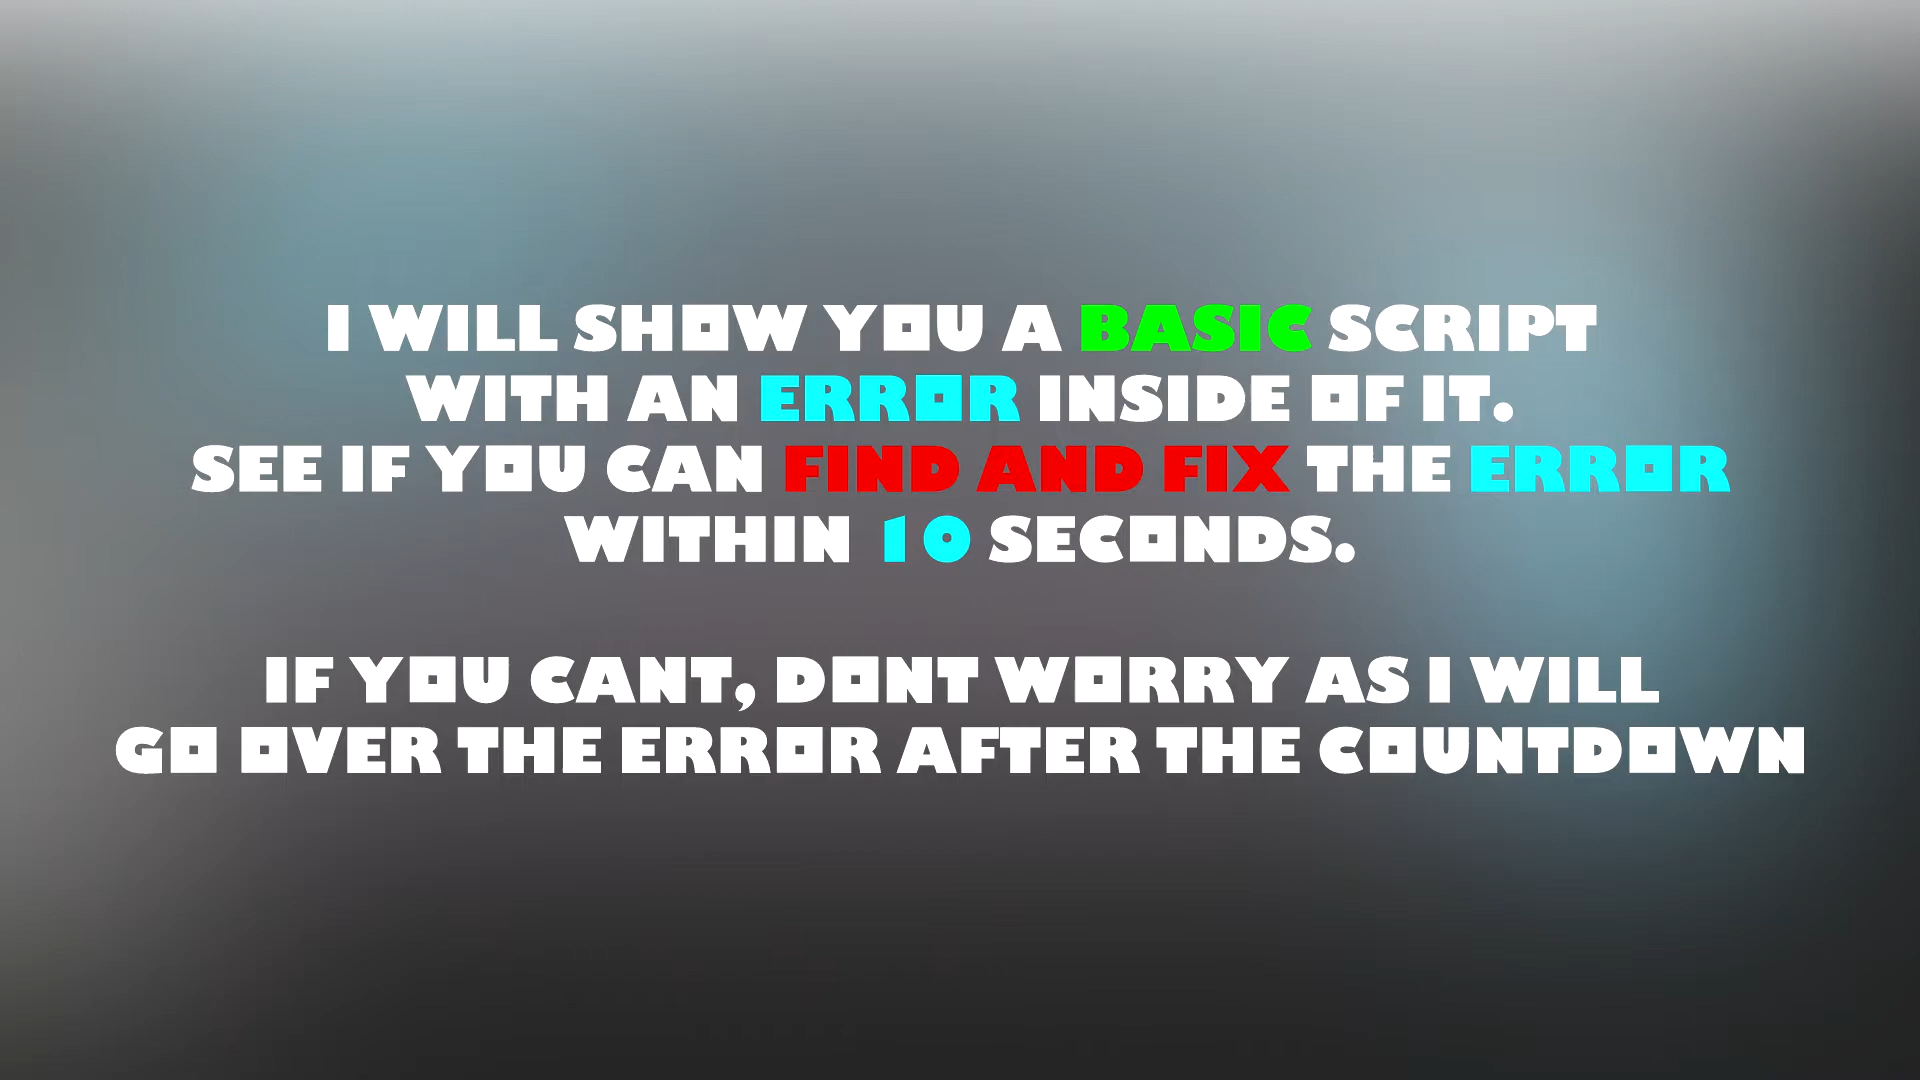 I WILL SHOW YOU A BASIC SCRIPT
WITH AN ERROR INSIDE OF IT.
SEE IF YOU CAN FIND AND FIX THE ERROR
WITHIN 10 SECONDS.
IF YOU CANT, DONT WORRY AS I WILL
GO OVER THE ERROR AFTER THE COUNTDOWN